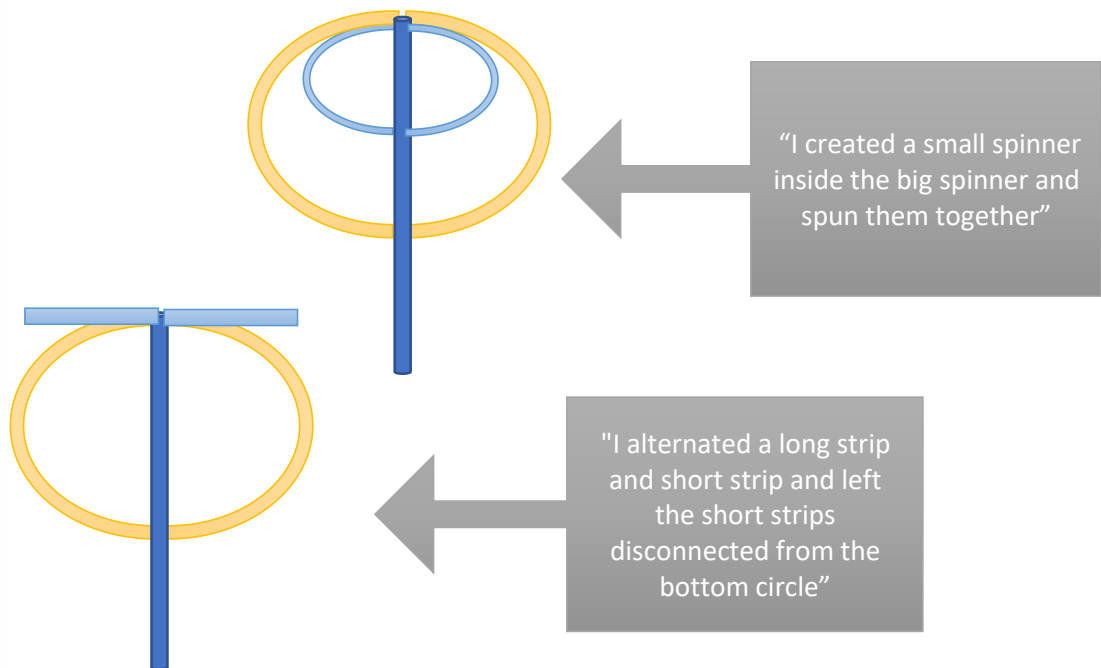 “I created a small spinner
inside the big spinner and
spun them together”
"I alternated a long strip
and short strip and left
the short strips
disconnected from the
bottom circle”